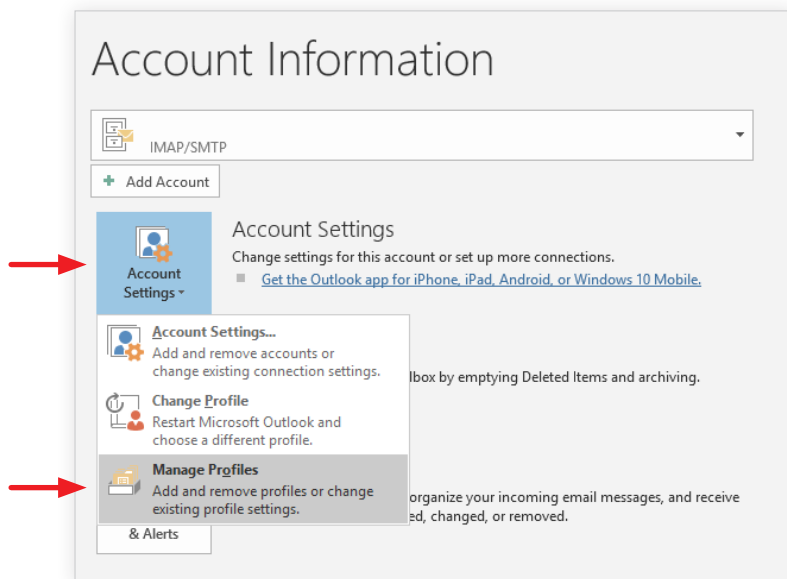 Account Information
IMAP/SMTP
Add Account
Account Settings
Change settings for this account or set up more connections.
Get the Outlook app for iPhone, iPad, Android, or Windows 10 Mobile.
Account
Settings
Account Settings...
Add and remove accounts or
change existing connection settings.
lbox by emptying Deleted Items and archiving.
Change Profile
Restart Microsoft Outlook and
choose a different profile.
Manage Profiles
Add and remove profiles or change
existing profile settings.
organize your incoming email messages, and receive
ed, changed, or removed.
& Alerts